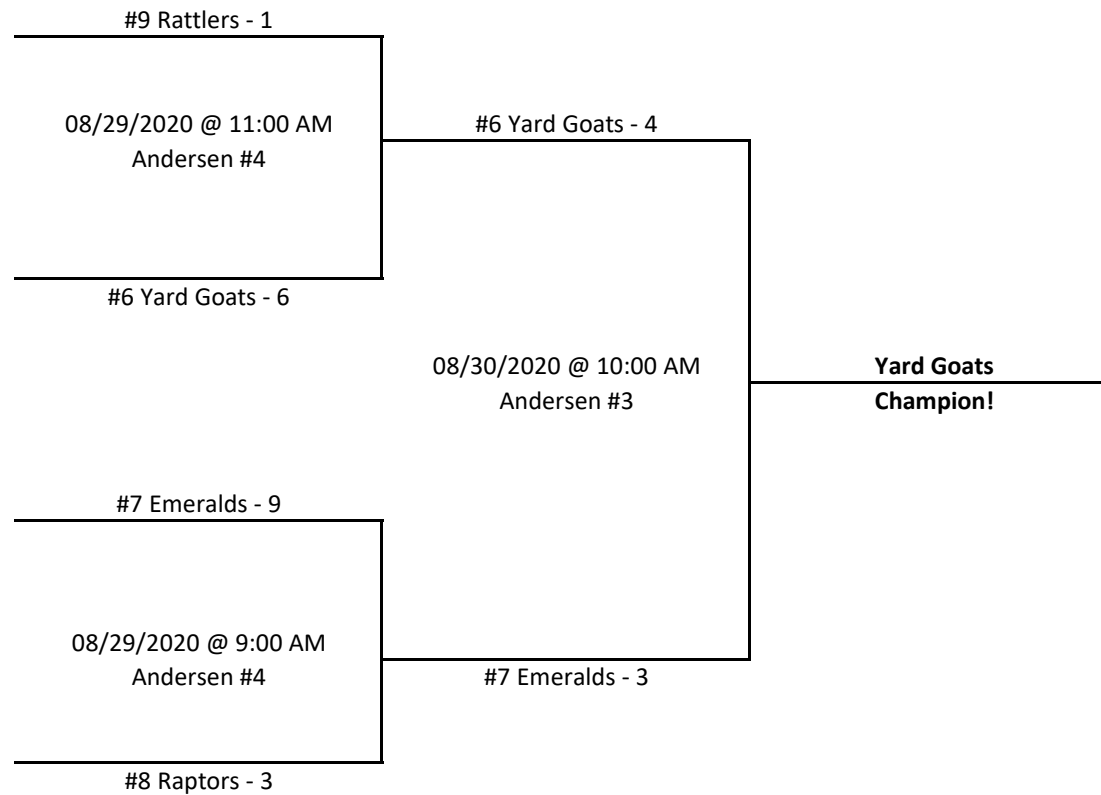 #9 Rattlers - 1
08/29/2020 @ 11:00 AM
Andersen #4
#6 Yard Goats - 4
#6 Yard Goats - 6
08/30/2020 @ 10:00 AM
Andersen #3
Yard Goats
Champion!
#7 Emeralds - 9
08/29/2020 @ 9:00 AM
Andersen #4
#7 Emeralds - 3
#8 Raptors - 3